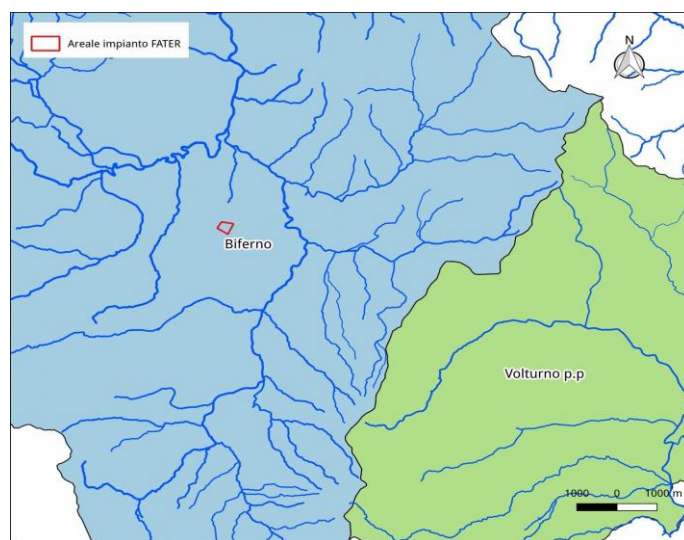 Areale impianto FATER
N
Biferno
Volturno p.p
1000 0 1000 m